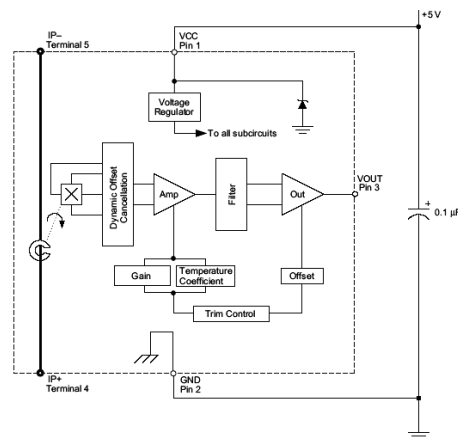 +5 V
IP–
Terminal 5
VCC
Pin 1
Voltage
Regulator
To all subcircuits
Dynamic Offset
Cancellation
Amp
Filter
Out
VOUT
Pin 3
+
0.1 µF
Gain
Temperature
Coefficient
Offset
Trim Control
IP+
Terminal 4
GND
Pin 2